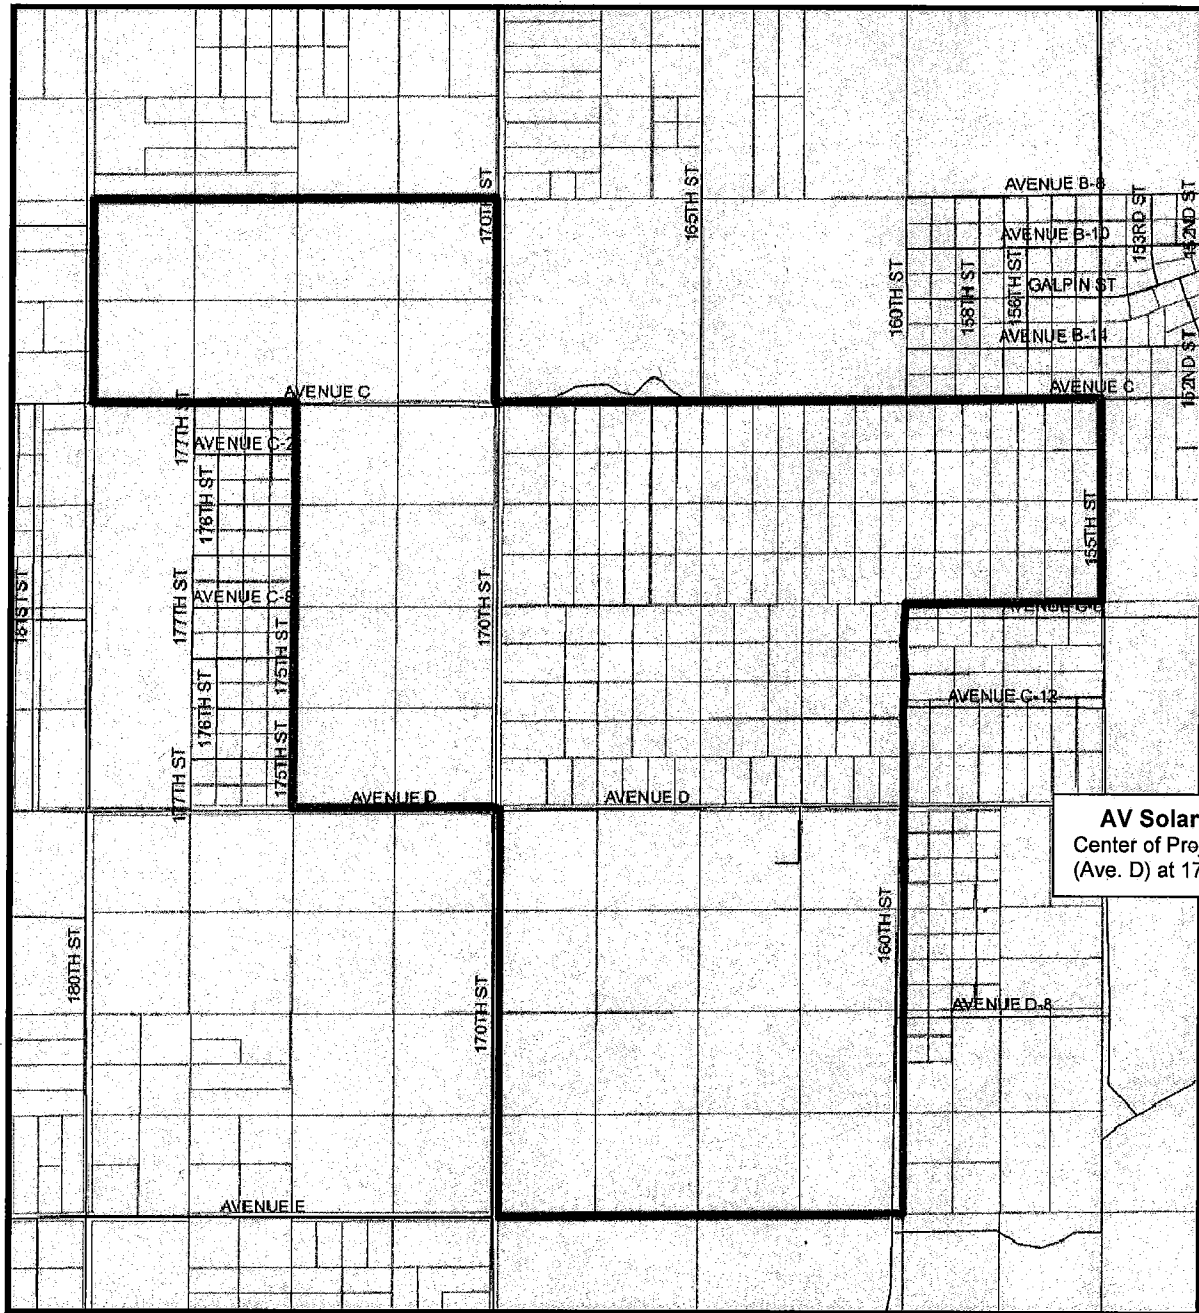 170TH ST
165TH ST
AVENUE B-8
153RD ST
152ND ST
AVENUE B-10
160TH ST
158TH ST
156TH ST
GALPIN ST
AVENUE B-14
152ND ST
AVENUE C
AVENUE C
177TH ST
AVENUE C-2
176TH ST
155TH ST
181ST ST
177TH ST
AVENUE C-8
170TH ST
175TH ST
176TH ST
AVENUE C-12
177TH ST
175TH ST
AVENUE D
AVENUE D
AV Solar
Center of Pro
(Ave. D) at 17
160TH ST
180TH ST
170TH ST
AVENUE D-8
AVENUE E